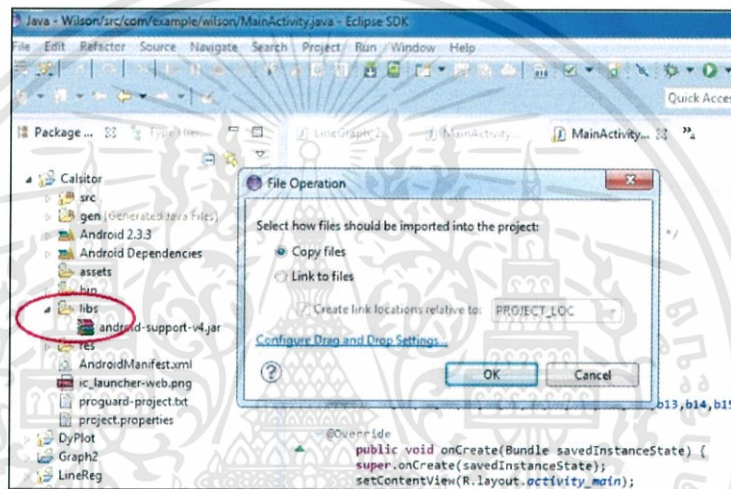 Java - Wilson/src/com/example/wilson/MainActivity.java - Eclipse SDK
File Edit Refactor Source Navigate Search Project Run Window Help
Quick Acces
Package ...
Type Hier...
LineGraph 2...
MainActivity...
MainActivity...
4
Calsitor
src
gen [Generated Java Files]
Android 2.3.3
Android Dependencies
assets
bin
libs
android-support-v4.jar
res
AndroidManifest.xml
ic_launcher-web.png
proguard-project.txt
project.properties
DyPlot
Graph2
LineReg
File Operation
Select how files should be imported into the project:
Copy files
Link to files
Create link locations relative to: PROJECT_LOC
Configure Drag and Drop Settings...
OK Cancel
*/
b13,b14,b15
@Override
public void onCreate(Bundle savedInstanceState) {
super.onCreate(savedInstanceState);
setContentView(R.layout.activity_main);